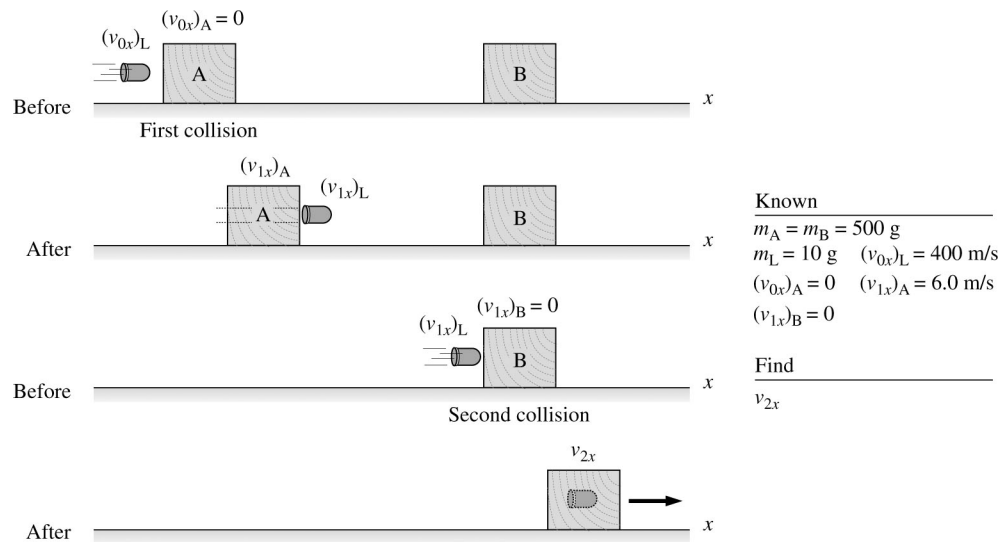 (v₀ₓ)A = 0
(v₀ₓ)L
A
B
x
Before
First collision
(v₁ₓ)A
(v₁ₓ)L
A
B
x
After
(v₁ₓ)B = 0
(v₁ₓ)L
B
x
Before
Second collision
v₂ₓ
x
After
Known
mA = mB = 500 g
mL = 10 g (v₀ₓ)L = 400 m/s
(v₀ₓ)A = 0 (v₁ₓ)A = 6.0 m/s
(v₁ₓ)B = 0
Find
v₂ₓ